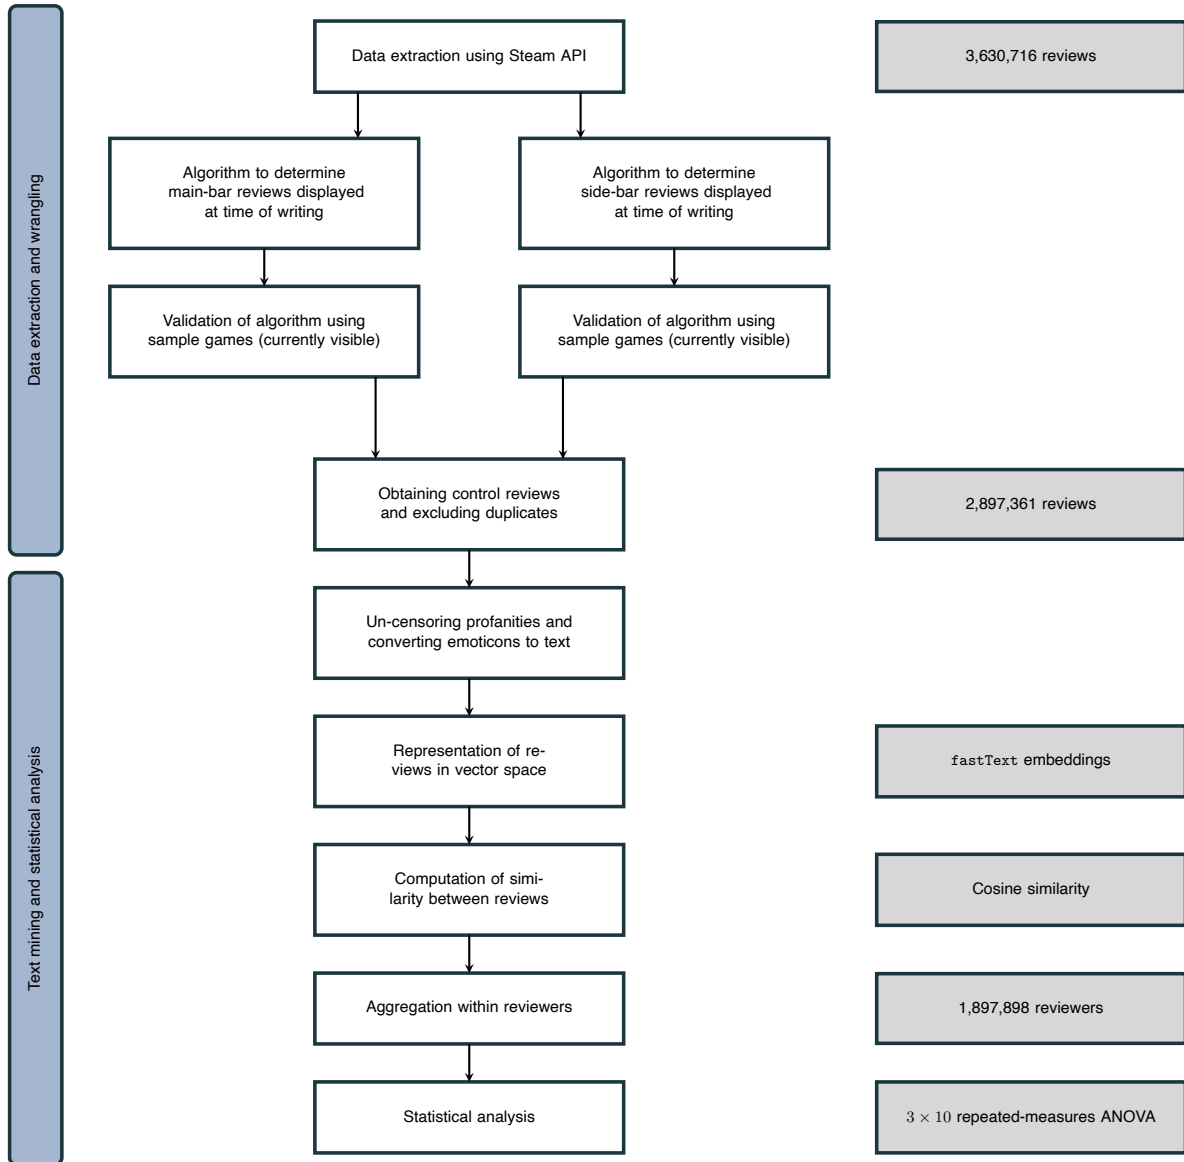 Data extraction and wrangling
Data extraction using Steam API
3,630,716 reviews
Algorithm to determine
main-bar reviews displayed
at time of writing
Algorithm to determine
side-bar reviews displayed
at time of writing
Validation of algorithm using
sample games (currently visible)
Validation of algorithm using
sample games (currently visible)
Obtaining control reviews
and excluding duplicates
2,897,361 reviews
Text mining and statistical analysis
Un-censoring profanities and
converting emoticons to text
Representation of re-
views in vector space
fastText embeddings
Computation of simi-
larity between reviews
Cosine similarity
Aggregation within reviewers
1,897,898 reviewers
Statistical analysis
3 × 10 repeated-measures ANOVA